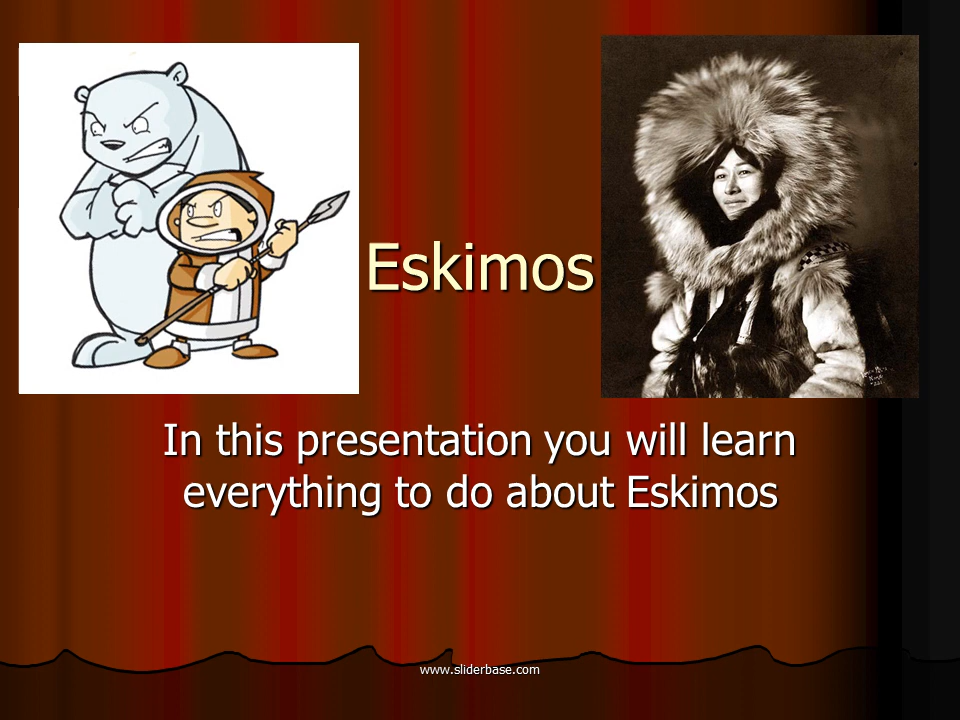 Eskimos
In this presentation you will learn
everything to do about Eskimos
www.sliderbase.com